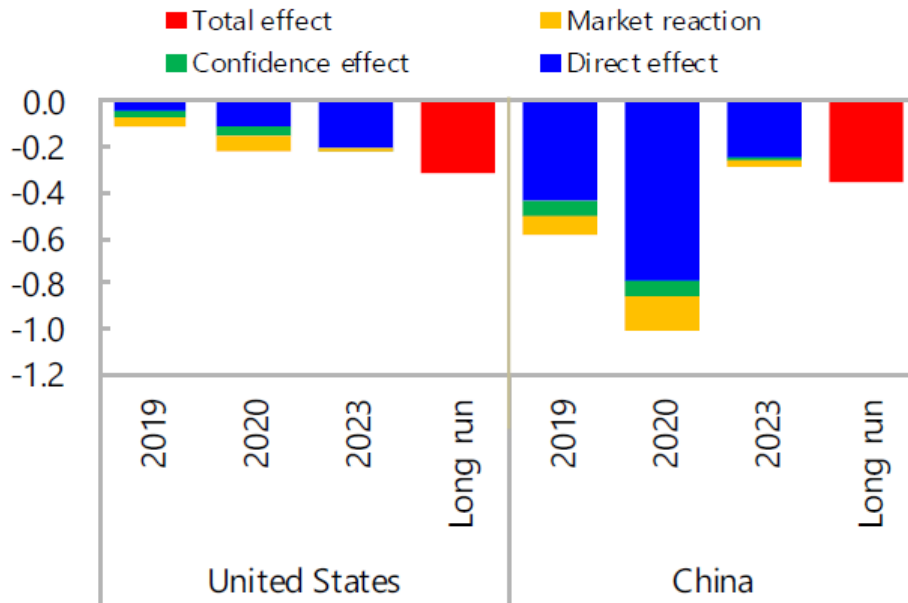 Total effect
Market reaction
Confidence effect
Direct effect
0.0
-0.2
-0.4
-0.6
-0.8
-1.0
-1.2
2019
2020
2023
Long run
2019
2020
2023
Long run
United States
China